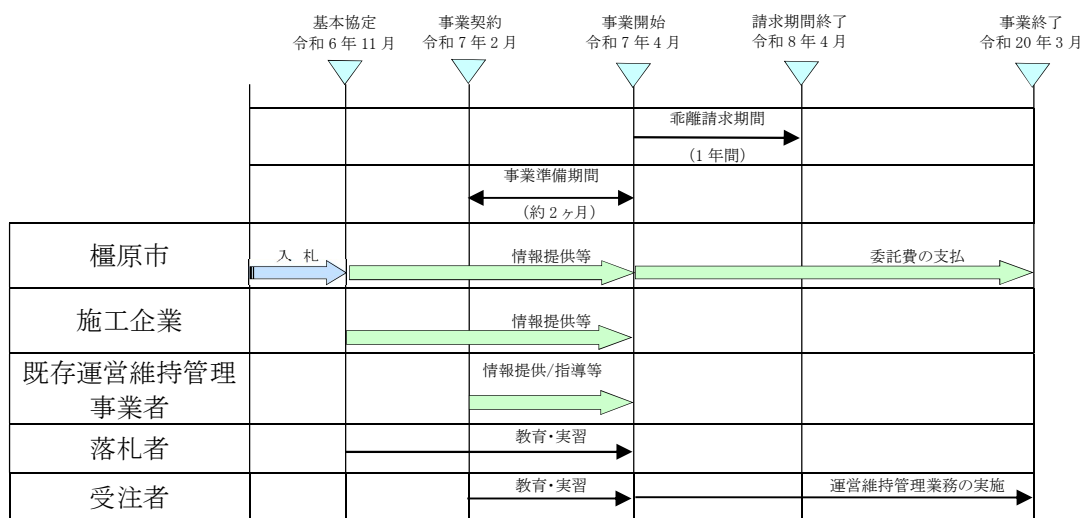 基本協定
令和6年11月
事業契約
令和7年2月
事業開始
令和7年4月
請求期間終了
令和8年4月
事業終了
令和20年3月
乖離請求期間
(1年間)
事業準備期間
(約2ヶ月)
橿原市
入 札
情報提供等
委託費の支払
施工企業
情報提供等
既存運営維持管理
事業者
情報提供/指導等
落札者
教育・実習
受注者
教育・実習
運営維持管理業務の実施